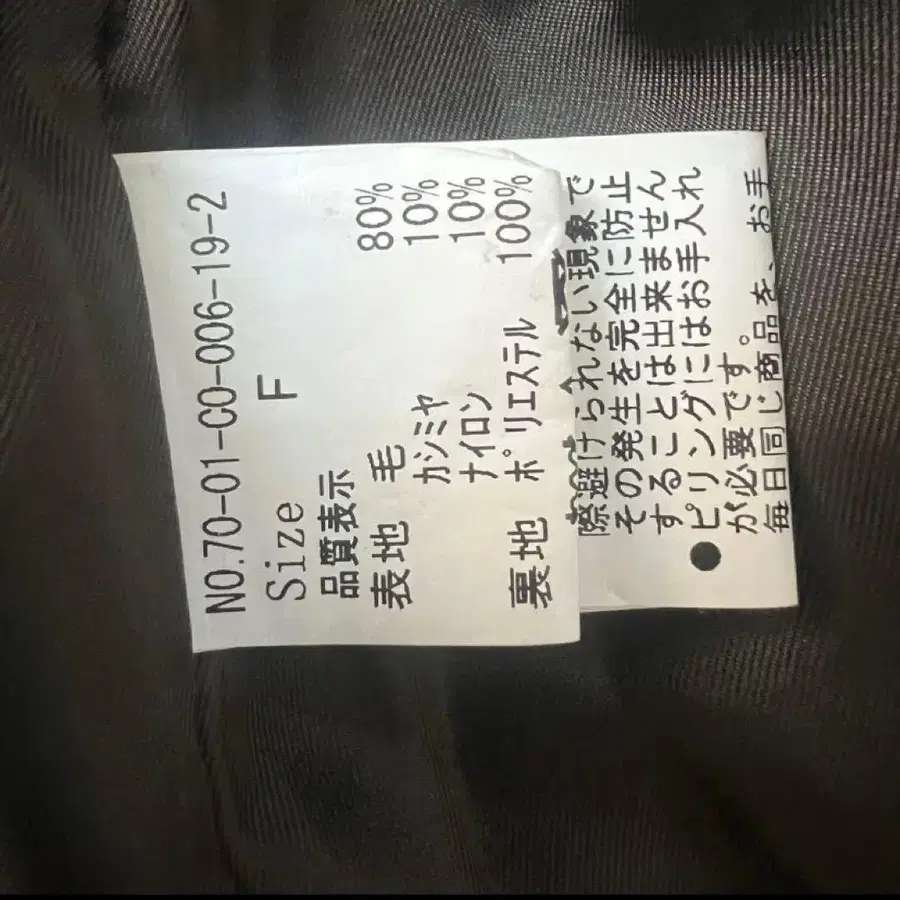 NO.70-01-CO-006-19-2
Size F
品質表示
表地 毛 80%
カシミヤ 10%
ナイロン 10%
裏地 ポリエステル 100%
際避けられない現象で
その発生を完全に防止
することは出来ません
ピリングにはお手入れ
が必要です。
●毎日同じ商品を、お手